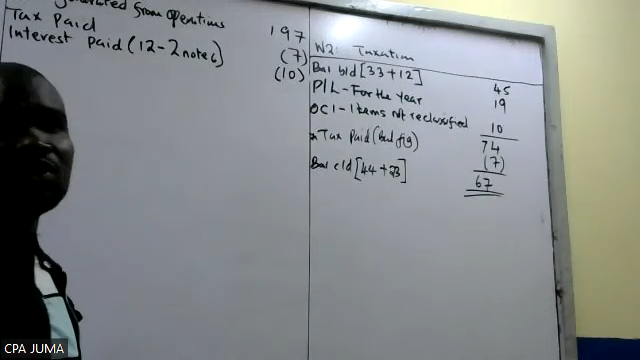 generated from operations 197
Tax Paid (7)
Interest Paid (12-2 note 6) (10)
W2: Taxation
Bal b/d [33+12] 45
P/L - For the year 19
OCI - Items not reclassified 10
74
*Tax Paid (bal fig) (7)
Bal c/d [44+23] 67
CPA JUMA